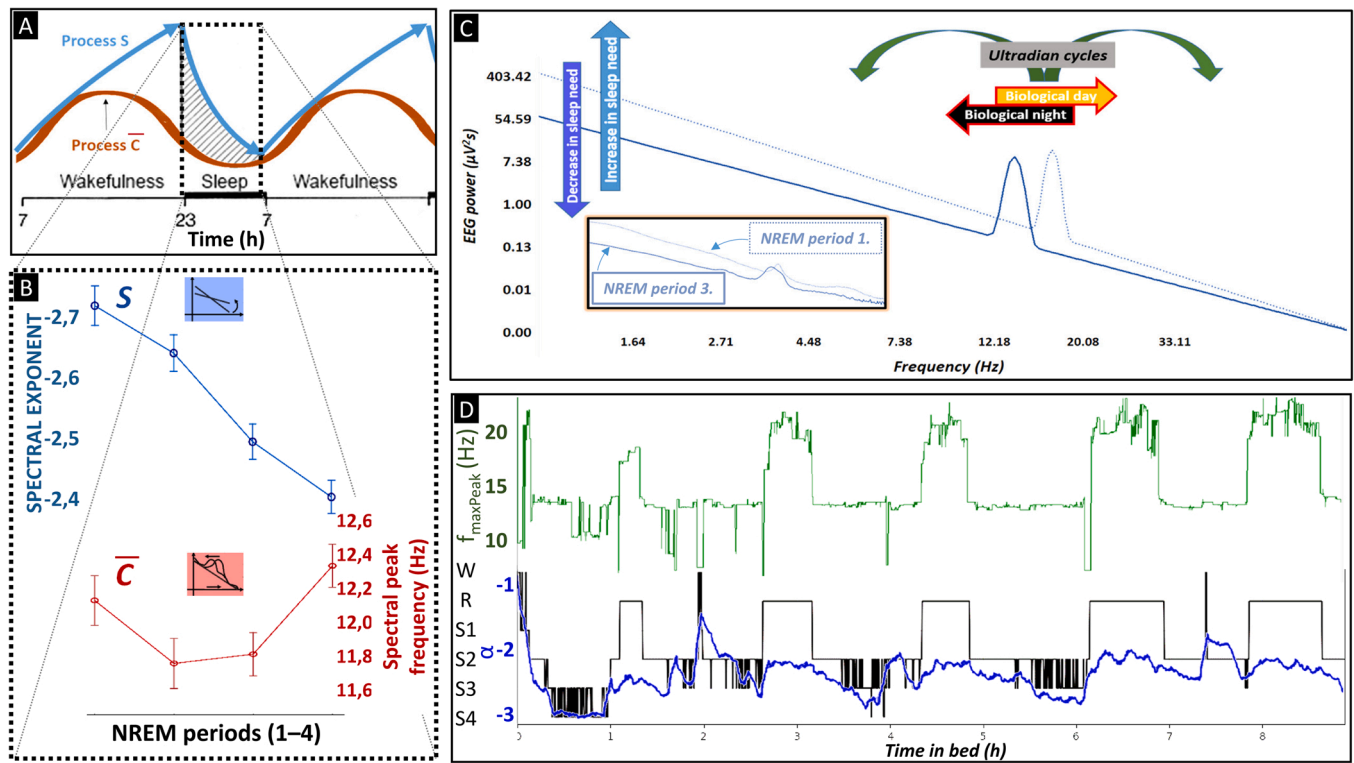 A
Process S
Process C̅
Wakefulness
Sleep
Wakefulness
7
23
7
Time (h)
B
S
SPECTRAL EXPONENT
-2,7
-2,6
-2,5
-2,4
C̅
12,6
12,4
12,2
12,0
11,8
11,6
Spectral peak
frequency (Hz)
NREM periods (1–4)
C
EEG power (µV²s)
403.42
54.59
7.38
1.00
0.13
0.01
0.00
Decrease in sleep need
Increase in sleep need
Ultradian cycles
Biological day
Biological night
NREM period 1.
NREM period 3.
1.64
2.71
4.48
7.38
12.18
20.08
33.11
Frequency (Hz)
D
fmaxPeak (Hz)
20
15
10
W
R
S1
S2
S3
S4
α
-1
-2
-3
0
1
2
3
4
5
6
7
8
Time in bed (h)